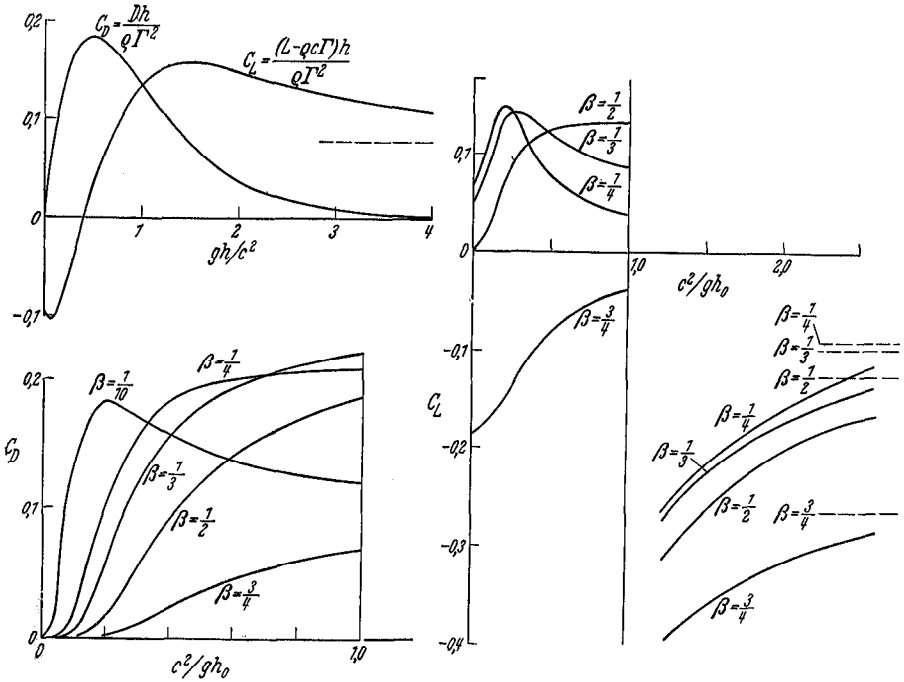 0,2
C_D = Dh/ϱΓ²
C_L = (L-ϱcΓ)h/ϱΓ²
0,1
0
1
2
3
4
gh/c²
-0,1
β=1/2
0,1
β=1/3
β=1/4
0
1,0
2,0
c²/gh₀
β=3/4
-0,1
β=1/4
β=1/3
β=1/2
C_L
-0,2
β=1/4
β=1/3
β=1/2
β=3/4
-0,3
β=3/4
-0,4
0,2
β=1/10
β=1/4
C_D
β=1/3
0,1
β=1/2
β=3/4
0
0
1,0
c²/gh₀